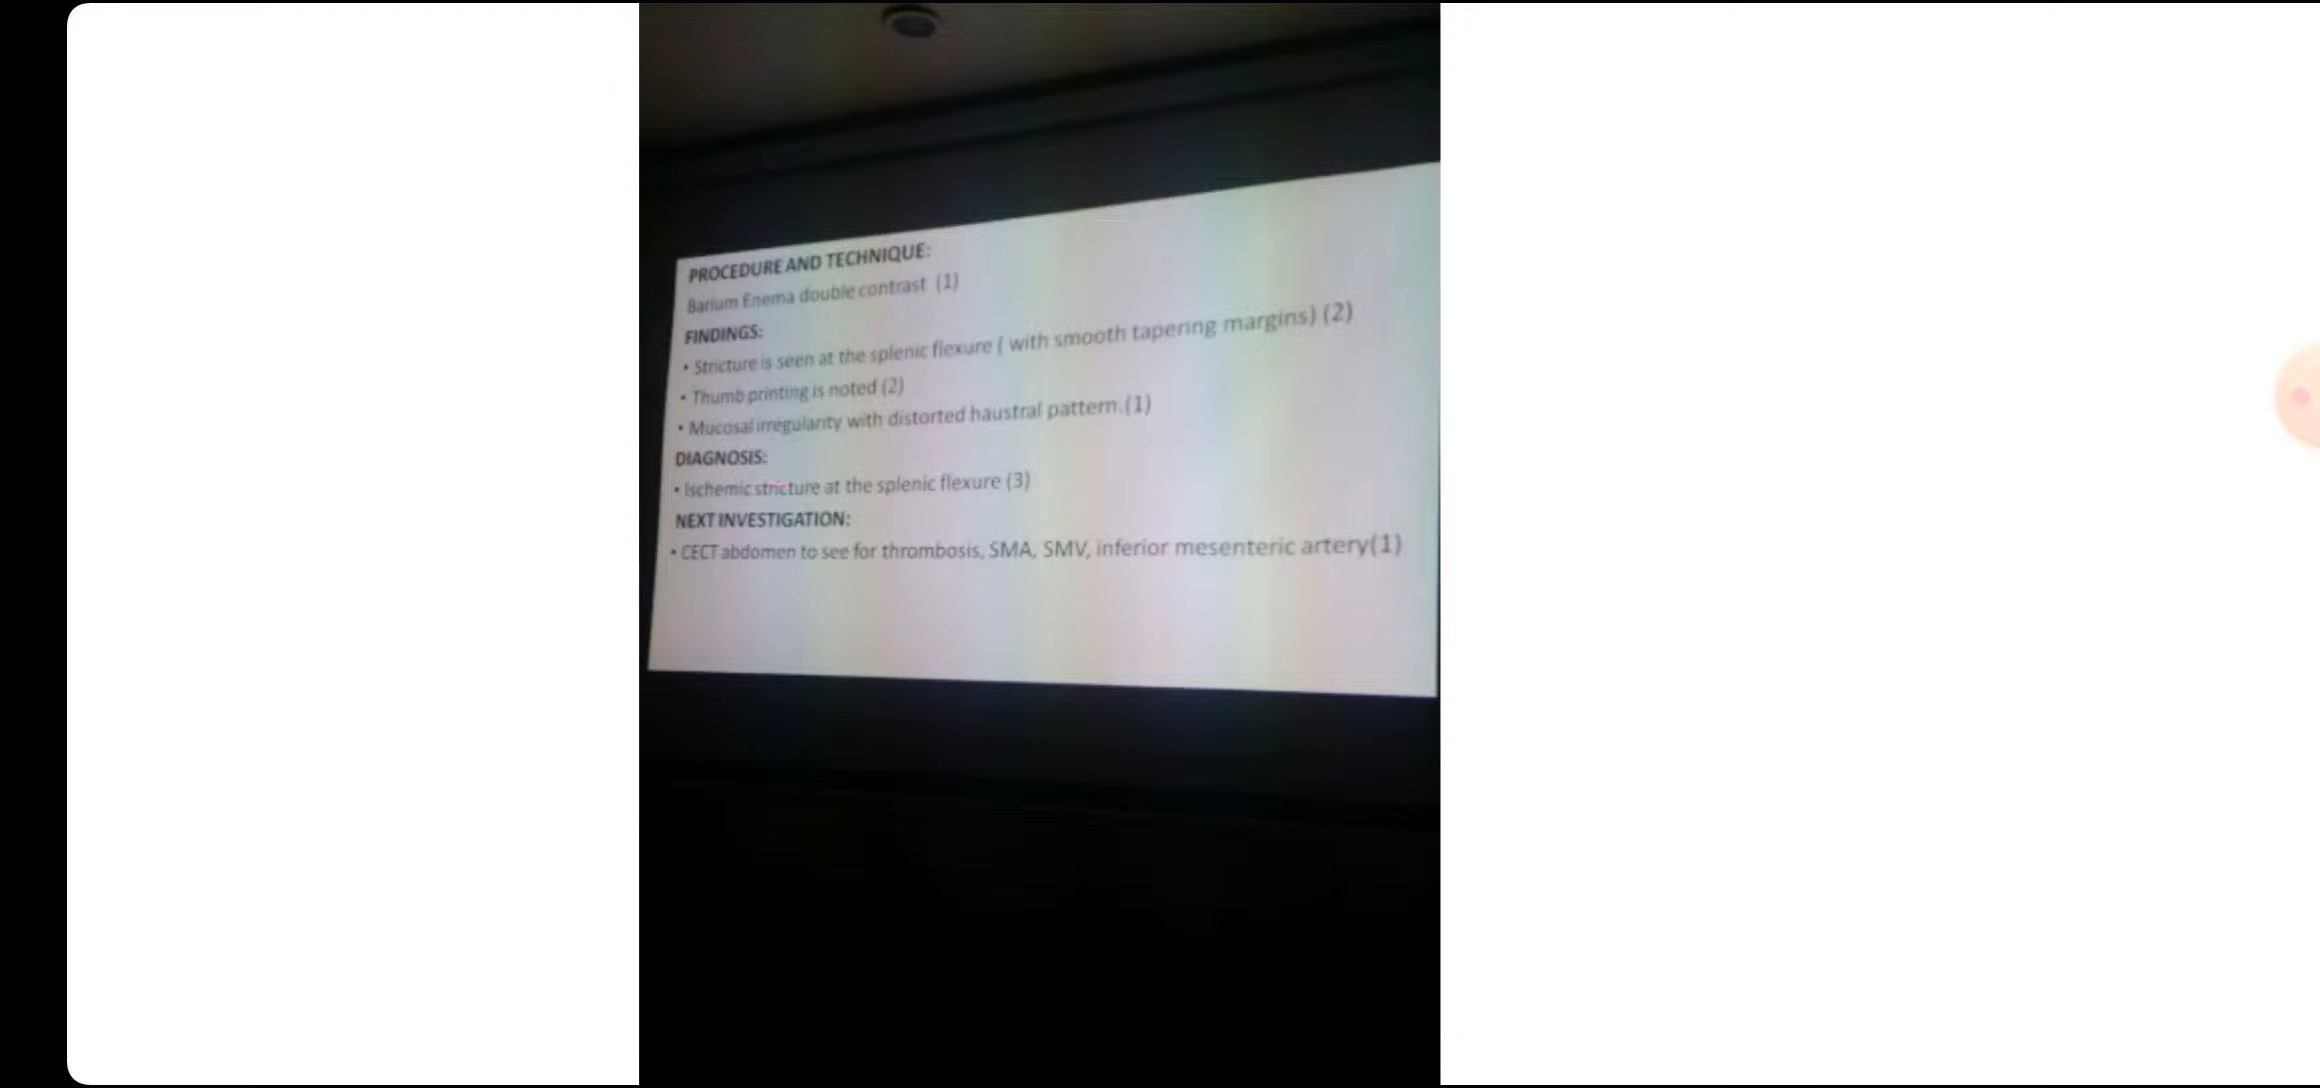 PROCEDURE AND TECHNIQUE:
Barium Enema double contrast (1)
FINDINGS:
• Stricture is seen at the splenic flexure ( with smooth tapering margins) (2)
• Thumb printing is noted (2)
• Mucosal irregularity with distorted haustral pattern.(1)
DIAGNOSIS:
• Ischemic stricture at the splenic flexure (3)
NEXT INVESTIGATION:
• CECT abdomen to see for thrombosis, SMA, SMV, inferior mesenteric artery(1)